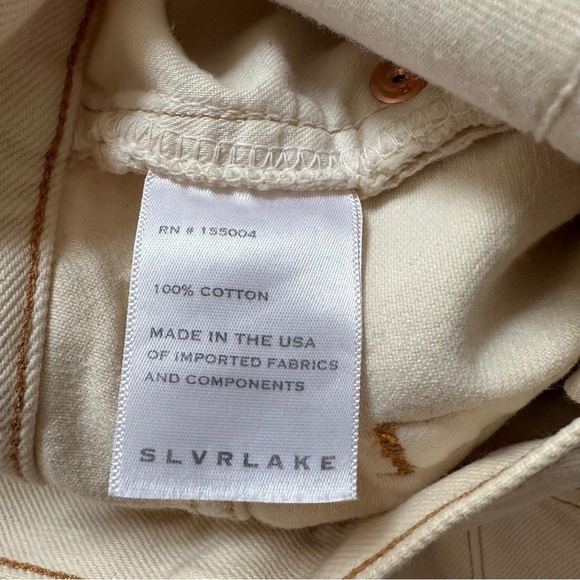 RN # 155004
100% COTTON
MADE IN THE USA
OF IMPORTED FABRICS
AND COMPONENTS
SLVRLAKE